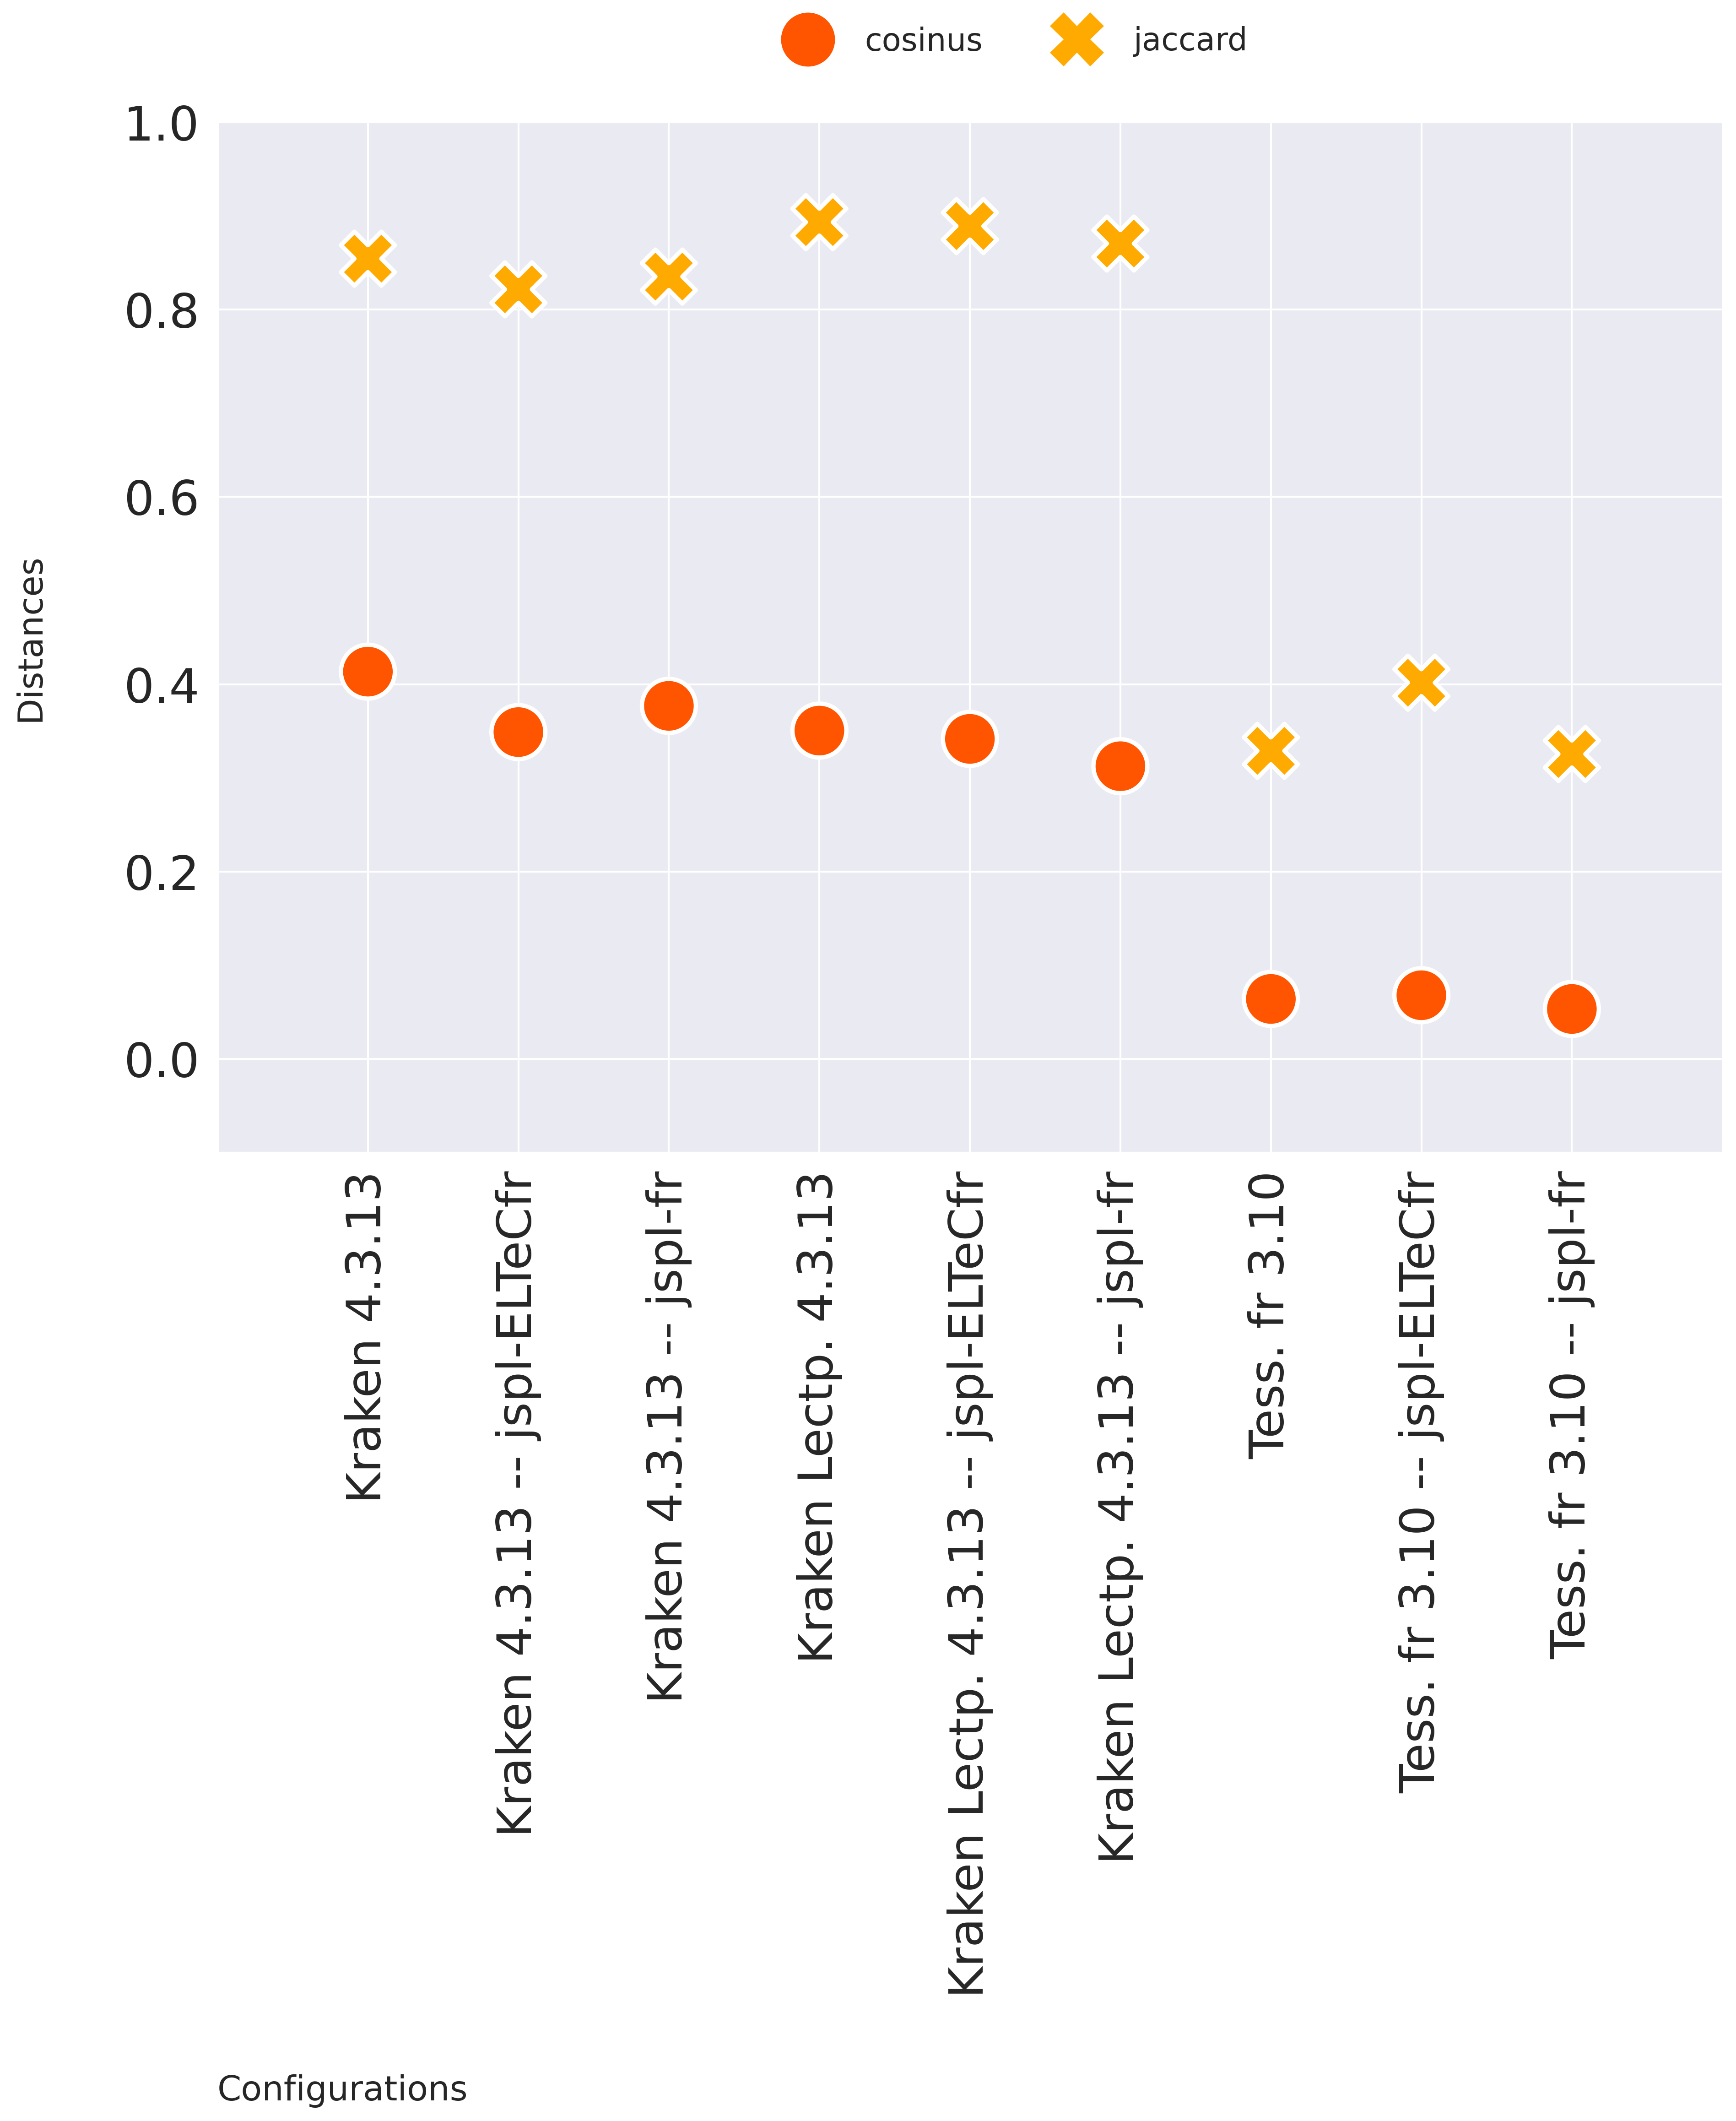 cosinus
jaccard
1.0
0.8
0.6
0.4
0.2
0.0
Distances
Kraken 4.3.13
Kraken 4.3.13 -- jspl-ELTeCfr
Kraken 4.3.13 -- jspl-fr
Kraken Lectp. 4.3.13
Kraken Lectp. 4.3.13 -- jspl-ELTeCfr
Kraken Lectp. 4.3.13 -- jspl-fr
Tess. fr 3.10
Tess. fr 3.10 -- jspl-ELTeCfr
Tess. fr 3.10 -- jspl-fr
Configurations